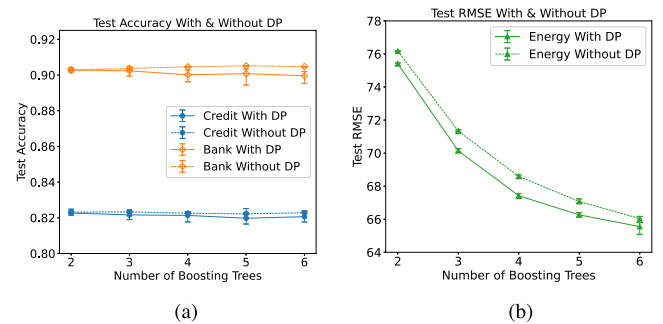 Test Accuracy With & Without DP
0.92
0.90
0.88
0.86
0.84
0.82
0.80
Test Accuracy
Credit With DP
Credit Without DP
Bank With DP
Bank Without DP
2 3 4 5 6
Number of Boosting Trees
(a)
Test RMSE With & Without DP
78
76
74
72
70
68
66
64
Test RMSE
Energy With DP
Energy Without DP
2 3 4 5 6
Number of Boosting Trees
(b)